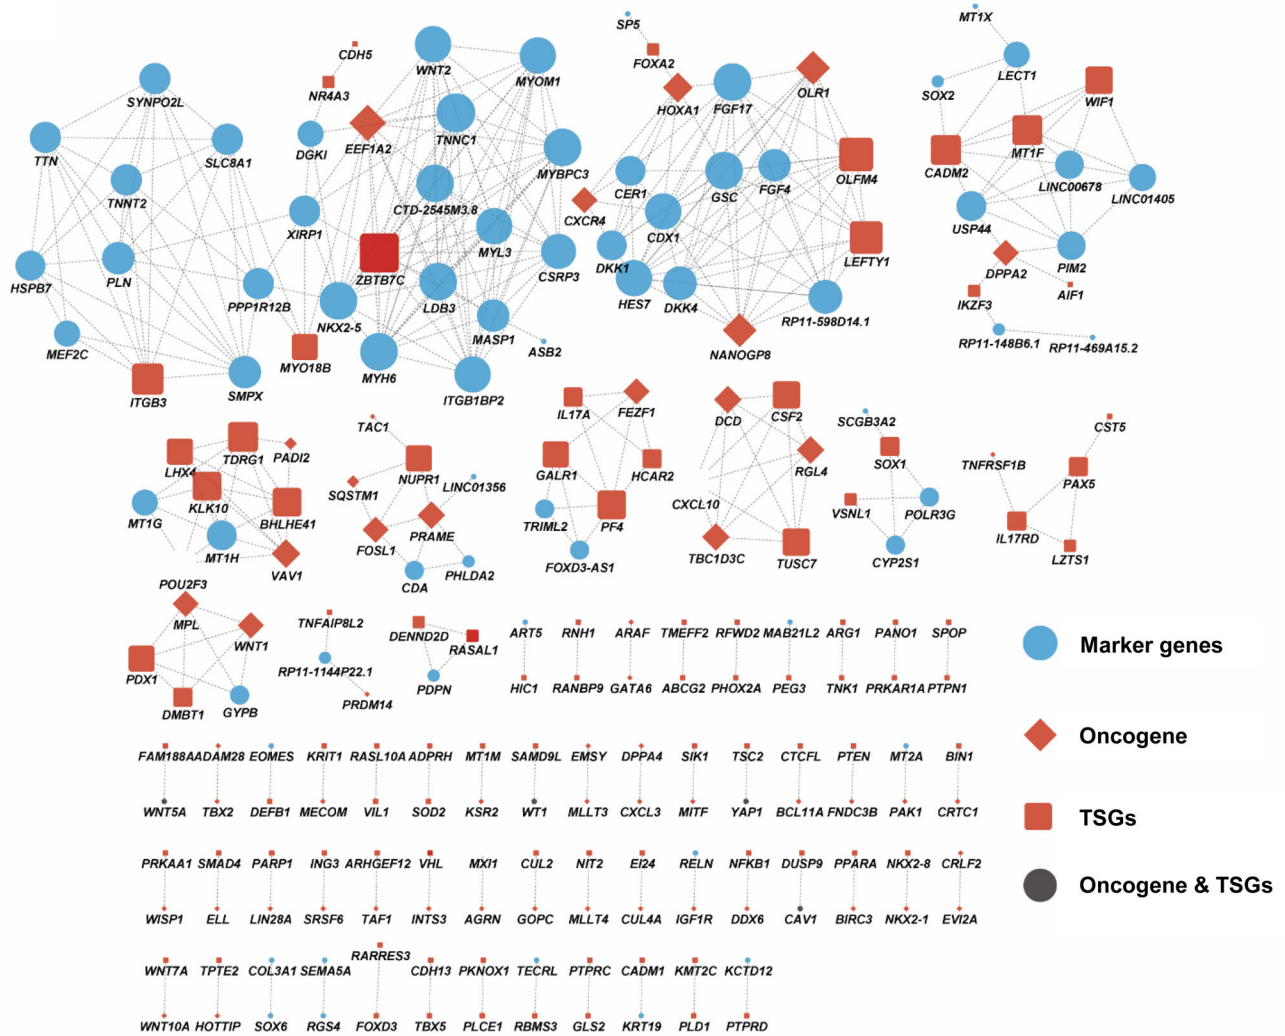 SP5
MT1X
CDH5
WNT2
FOXA2
LECT1
MYOM1
NR4A3
SYNPO2L
HOXA1
FGF17
OLR1
SOX2
WIF1
TTN
SLC8A1
DGKI
EEF1A2
TNNC1
MYBPC3
CADM2
MT1F
TNNT2
CTD-2545M3.8
CER1
GSC
FGF4
OLFM4
LINC00678
LINC01405
XIRP1
CXCR4
CDX1
USP44
HSPB7
PLN
ZBTB7C
MYL3
CSRP3
DKK1
LEFTY1
DPPA2
PIM2
PPP1R12B
NKX2-5
LDB3
HES7
DKK4
RP11-598D14.1
IKZF3
AIF1
MEF2C
MYO18B
MASP1
ASB2
NANOGP8
RP11-148B6.1
RP11-469A15.2
ITGB3
SMPX
MYH6
ITGB1BP2
TAC1
IL17A
FEZF1
DCD
CSF2
SCGB3A2
CST5
LHX4
TDRG1
PADI2
NUPR1
GALR1
HCAR2
RGL4
SOX1
TNFRSF1B
PAX5
KLK10
SQSTM1
LINC01356
CXCL10
MT1G
BHLHE41
FOSL1
PRAME
TRIML2
PF4
VSNL1
POLR3G
IL17RD
MT1H
VAV1
CDA
PHLDA2
FOXD3-AS1
TBC1D3C
TUSC7
CYP2S1
LZTS1
POU2F3
MPL
WNT1
TNFAIP8L2
DENND2D
RASAL1
ART5 RNH1 ARAF TMEFF2 RFWD2 MAB21L2 ARG1 PANO1 SPOP
Marker genes
PDX1
RP11-1144P22.1
HIC1 RANBP9 GATA6 ABCG2 PHOX2A PEG3 TNK1 PRKAR1A PTPN1
DMBT1
GYPB
PRDM14
PDPN
Oncogene
FAM188A ADAM28 EOMES KRIT1 RASL10A ADPRH MT1M SAMD9L EMSY DPPA4 SIK1 TSC2 CTCFL PTEN MT2A BIN1
WNT5A TBX2 DEFB1 MECOM VIL1 SOD2 KSR2 WT1 MLLT3 CXCL3 MITF YAP1 BCL11A FNDC3B PAK1 CRTC1
TSGs
PRKAA1 SMAD4 PARP1 ING3 ARHGEF12 VHL MXI1 CUL2 NIT2 EI24 RELN NFKB1 DUSP9 PPARA NKX2-8 CRLF2
Oncogene & TSGs
WISP1 ELL LIN28A SRSF6 TAF1 INTS3 AGRN GOPC MLLT4 CUL4A IGF1R DDX6 CAV1 BIRC3 NKX2-1 EVI2A
RARRES3
WNT7A TPTE2 COL3A1 SEMA5A CDH13 PKNOX1 TECRL PTPRC CADM1 KMT2C KCTD12
WNT10A HOTTIP SOX6 RGS4 FOXD3 TBX5 PLCE1 RBMS3 GLS2 KRT19 PLD1 PTPRD